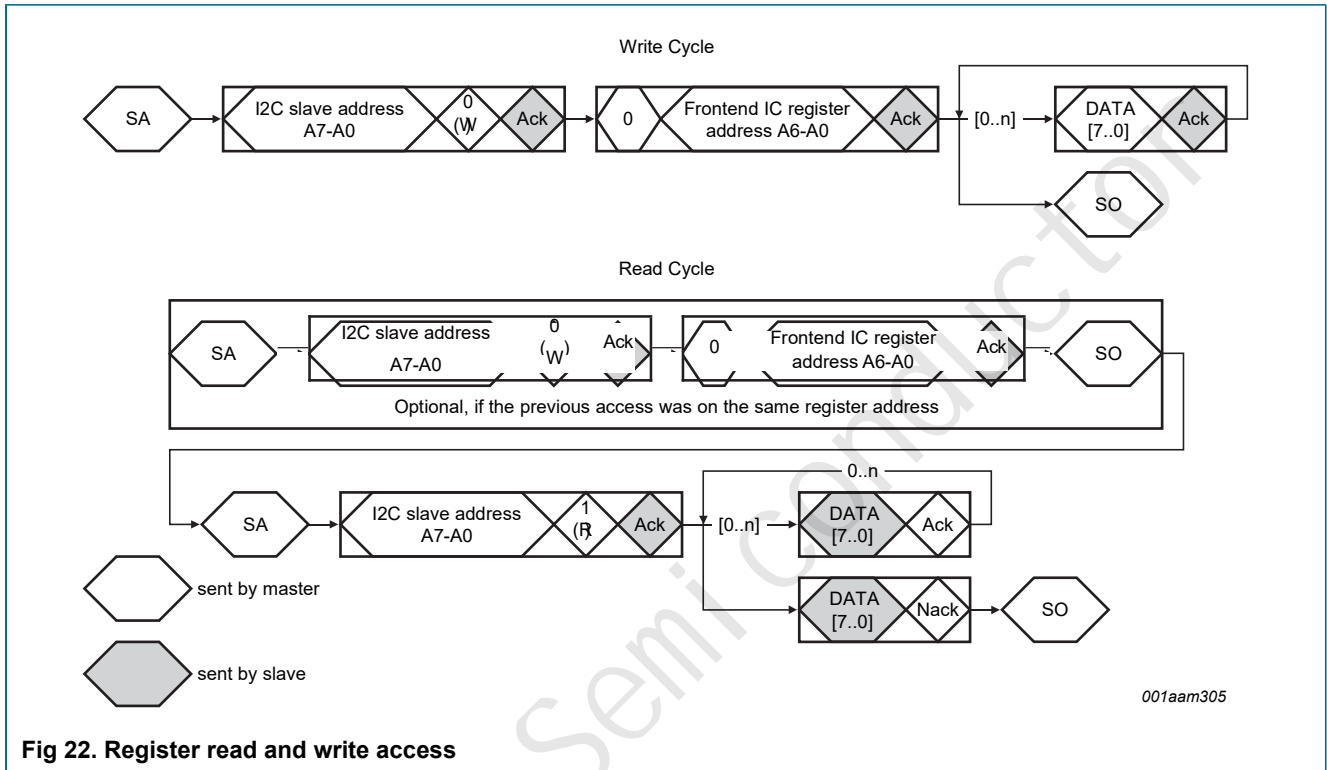 Write Cycle
SA
I2C slave address
A7-A0
0
(W)
Ack
0
Frontend IC register
address A6-A0
Ack
[0..n]
DATA
[7..0]
Ack
SO
Read Cycle
SA
I2C slave address
A7-A0
0
(W)
Ack
0
Frontend IC register
address A6-A0
Ack
SO
Optional, if the previous access was on the same register address
SA
I2C slave address
A7-A0
1
(R)
Ack
[0..n]
0..n
DATA
[7..0]
Ack
DATA
[7..0]
Nack
SO
sent by master
sent by slave
001aam305
Semiconductor
Fig 22. Register read and write access